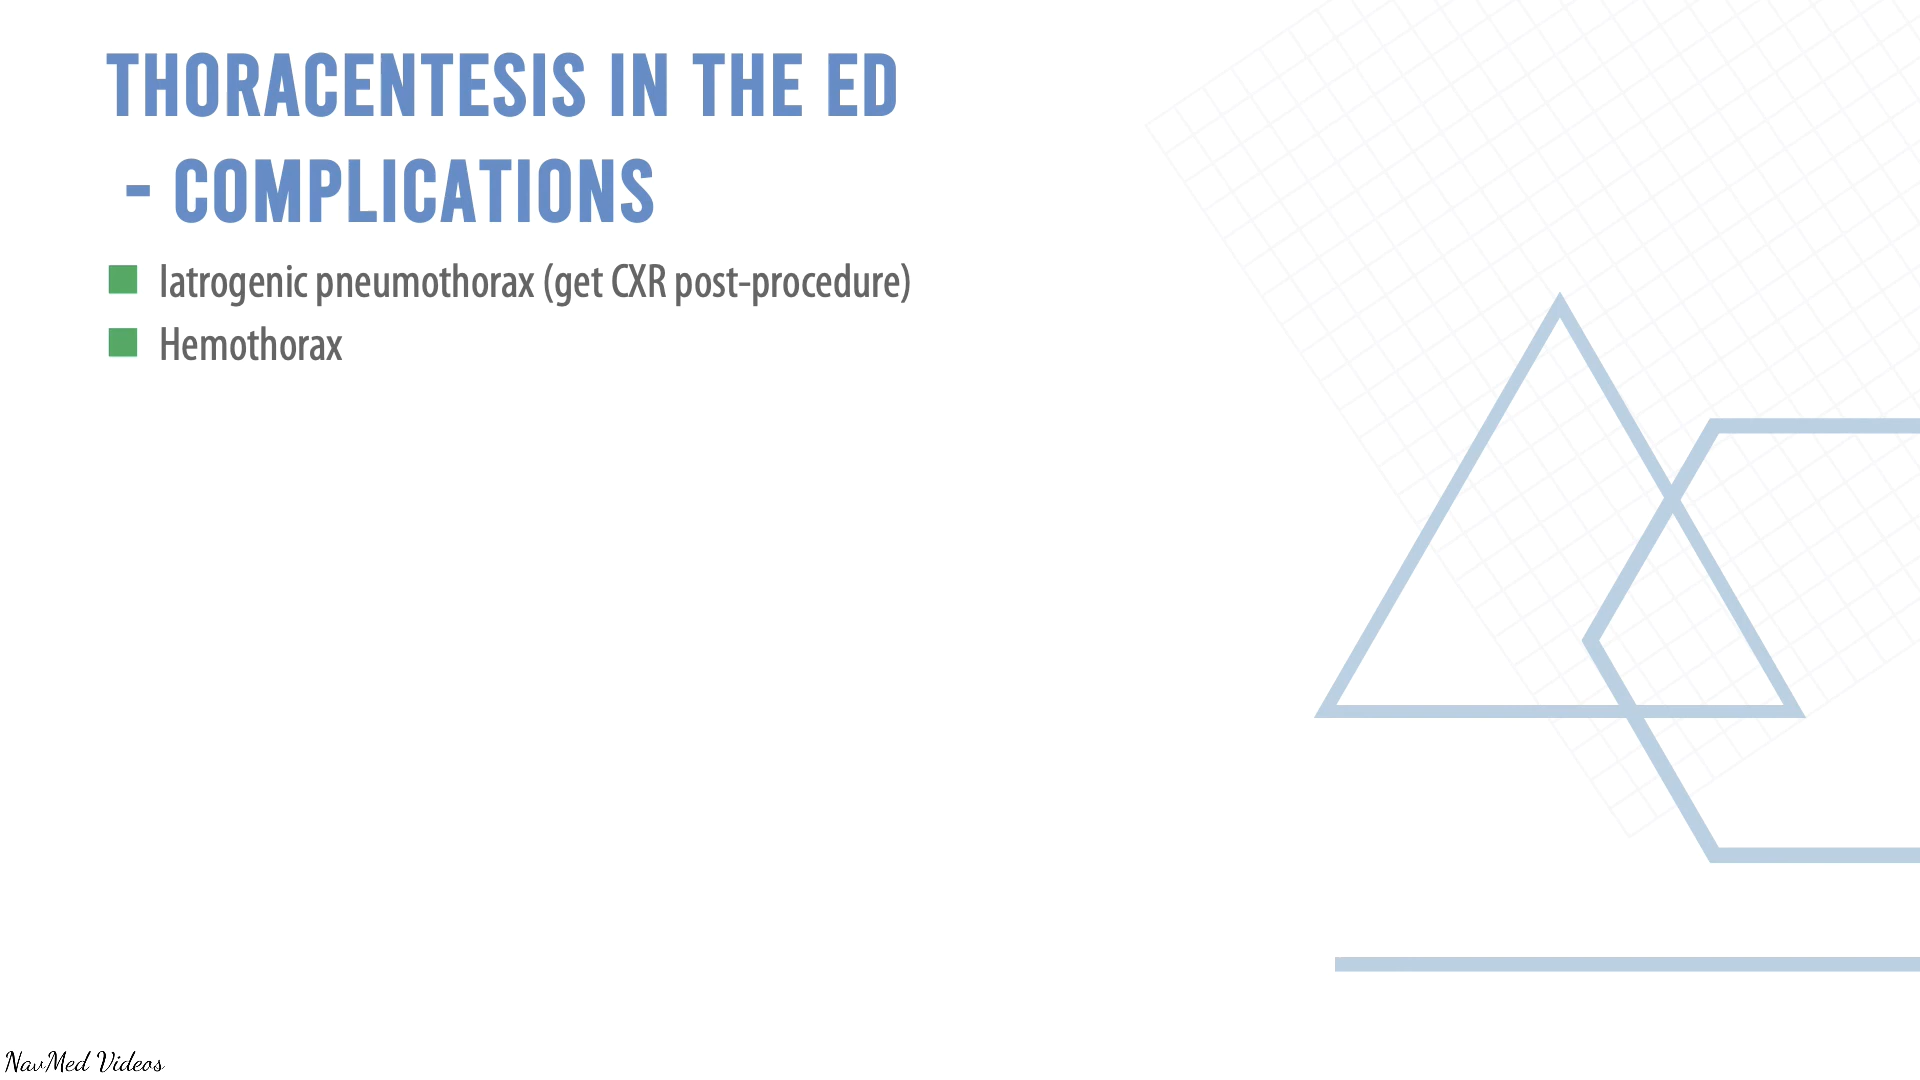 THORACENTESIS IN THE ED
- COMPLICATIONS
Iatrogenic pneumothorax (get CXR post-procedure)
Hemothorax
NavMed Videos